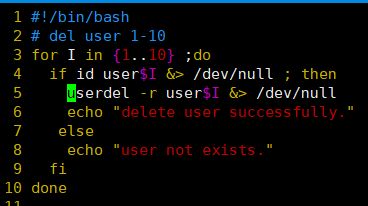 1 #!/bin/bash
2 # del user 1-10
3 for I in {1..10} ;do
4   if id user$I &> /dev/null ; then
5     userdel -r user$I &> /dev/null
6     echo "delete user successfully."
7    else
8     echo "user not exists."
9   fi
10 done